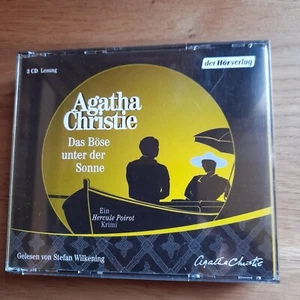 3 CD Lesung
der Hörverlag
Agatha
Christie
Das Böse
unter der
Sonne
Ein
Hercule Poirot
Krimi
Gelesen von Stefan Wilkening
Agatha Christie